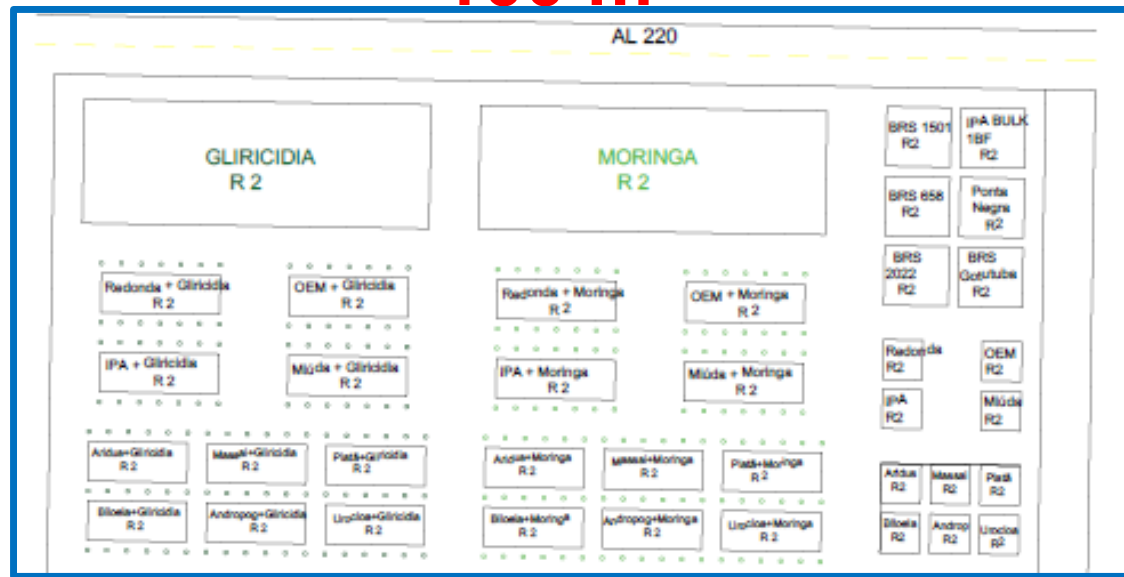 AL 220
GLIRICIDIA
R 2
MORINGA
R 2
BRS 1501
R2
IPA BULK
1BF
R2
BRS 658
R2
Ponta
Negra
R2
BRS
2022
R2
BRS
Gorutuba
R2
Redonda + Gliricidia
R 2
OEM + Gliricidia
R 2
Redonda + Moringa
R 2
OEM + Moringa
R 2
IPA + Gliricidia
R 2
Miúda + Gliricidia
R 2
IPA + Moringa
R 2
Miúda + Moringa
R 2
Redonda
R2
OEM
R2
IPA
R2
Miúda
R2
Aridus+Gliricidia
R 2
Massai+Gliricidia
R 2
Piatã+Gliricidia
R 2
Aridus+Moringa
R 2
Massai+Moringa
R 2
Piatã+Moringa
R 2
Aridus
R2
Massai
R2
Piatã
R2
Biloela+Gliricidia
R 2
Andropog+Gliricidia
R 2
Urocloa+Gliricidia
R 2
Biloela+Moringa
R 2
Andropog+Moringa
R 2
Urocloa+Moringa
R 2
Biloela
R2
Androp
R2
Urocloa
R2